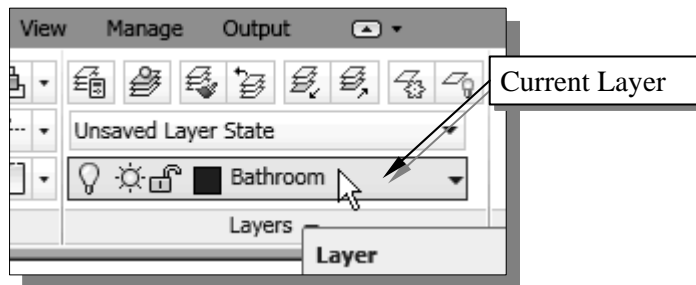 View Manage Output
Current Layer
Unsaved Layer State
Bathroom
Layers
Layer